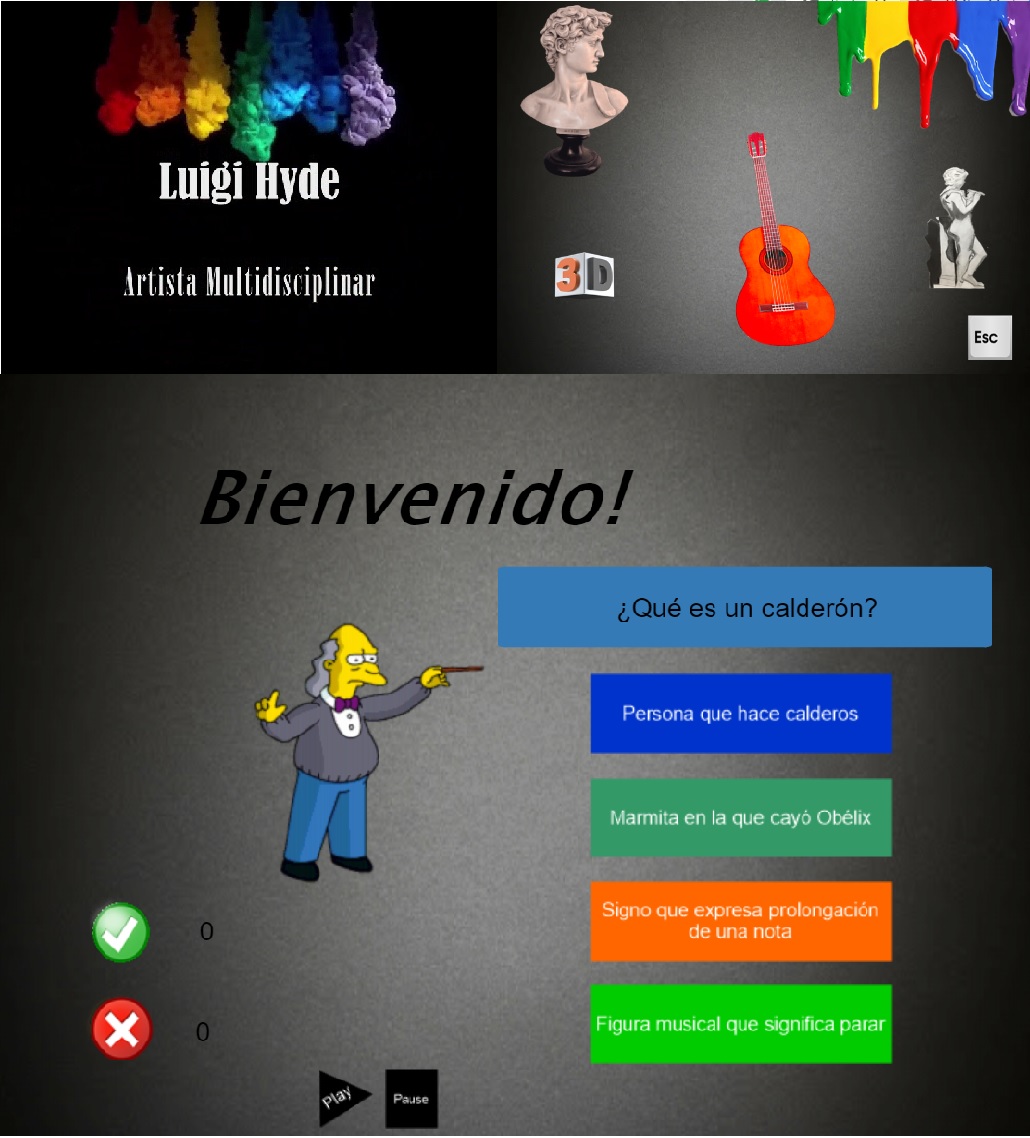 Luigi Hyde
Artista Multidisciplinar
3D
Esc
Bienvenido!
¿Qué es un calderón?
Persona que hace calderos
Marmita en la que cayó Obélix
Signo que expresa prolongación
de una nota
Figura musical que significa parar
0
0
Play
Pause